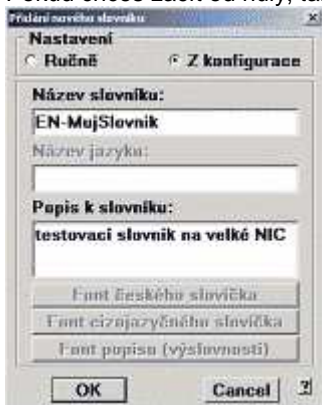 Přidání nového slovníku
Nastavení
Ručně Z konfigurace
Název slovníku:
EN-MujSlovnik
Název jazyku:
Popis k slovníku:
testovaci slovnik na velké NIC
Font českého slovíčka
Font cizojazyčného slovíčka
Font popisu (výslovnosti)
OK Cancel ?